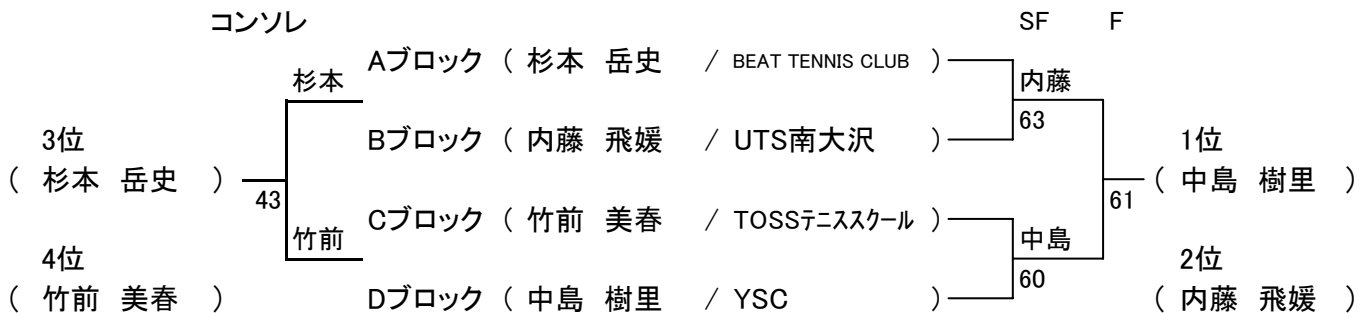 コンソレ SF F
Aブロック ( 杉本 岳史 / BEAT TENNIS CLUB )
杉本 内藤
63
3位 Bブロック ( 内藤 飛媛 / UTS南大沢 ) 1位
( 杉本 岳史 ) ( 中島 樹里 )
43 61
Cブロック ( 竹前 美春 / TOSSテニススクール )
竹前 中島
4位 60 2位
( 竹前 美春 ) Dブロック ( 中島 樹里 / YSC ) ( 内藤 飛媛 )